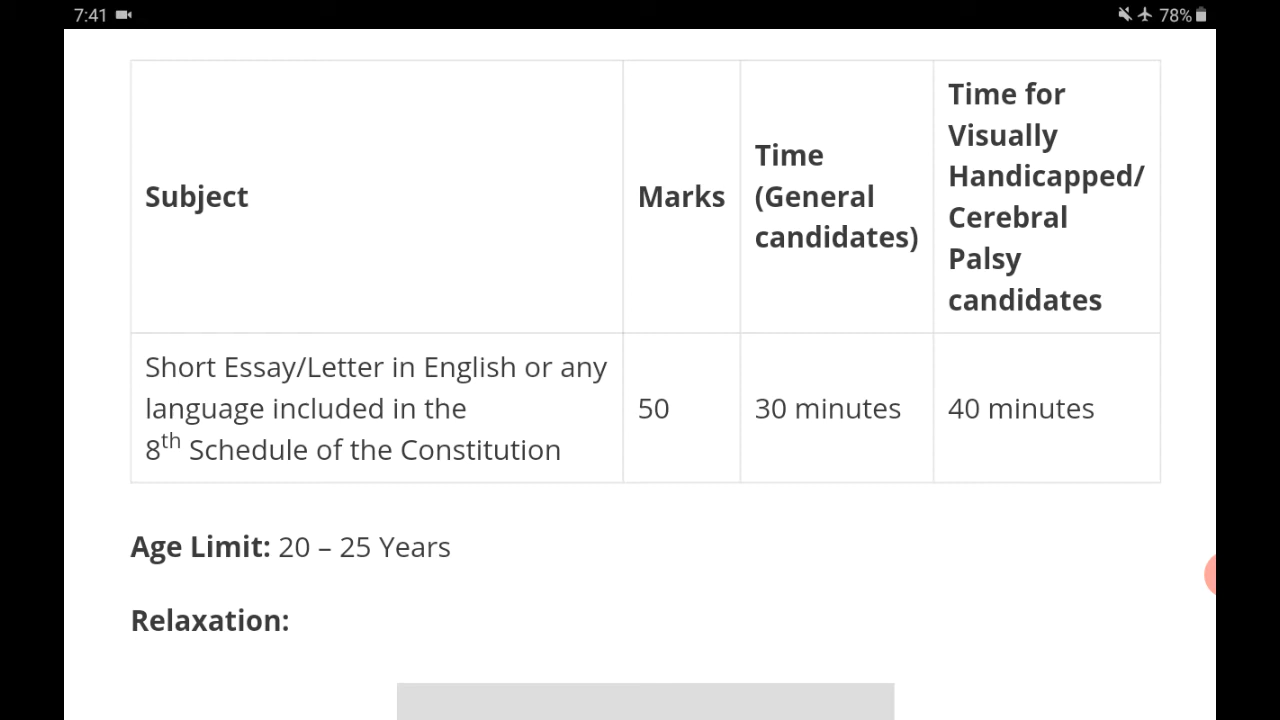 7:41
78%
Subject
Marks
Time
(General
candidates)
Time for
Visually
Handicapped/
Cerebral
Palsy
candidates
Short Essay/Letter in English or any
language included in the
8th Schedule of the Constitution
50
30 minutes
40 minutes
Age Limit: 20 – 25 Years
Relaxation: